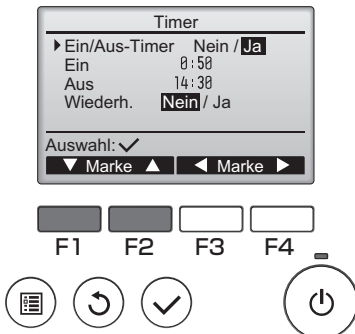 Timer
Ein/Aus-Timer Nein / Ja
Ein 0:50
Aus 14:30
Wiederh. Nein / Ja
Auswahl: ✓
▼ Marke ▲ ◀ Marke ▶
F1 F2 F3 F4